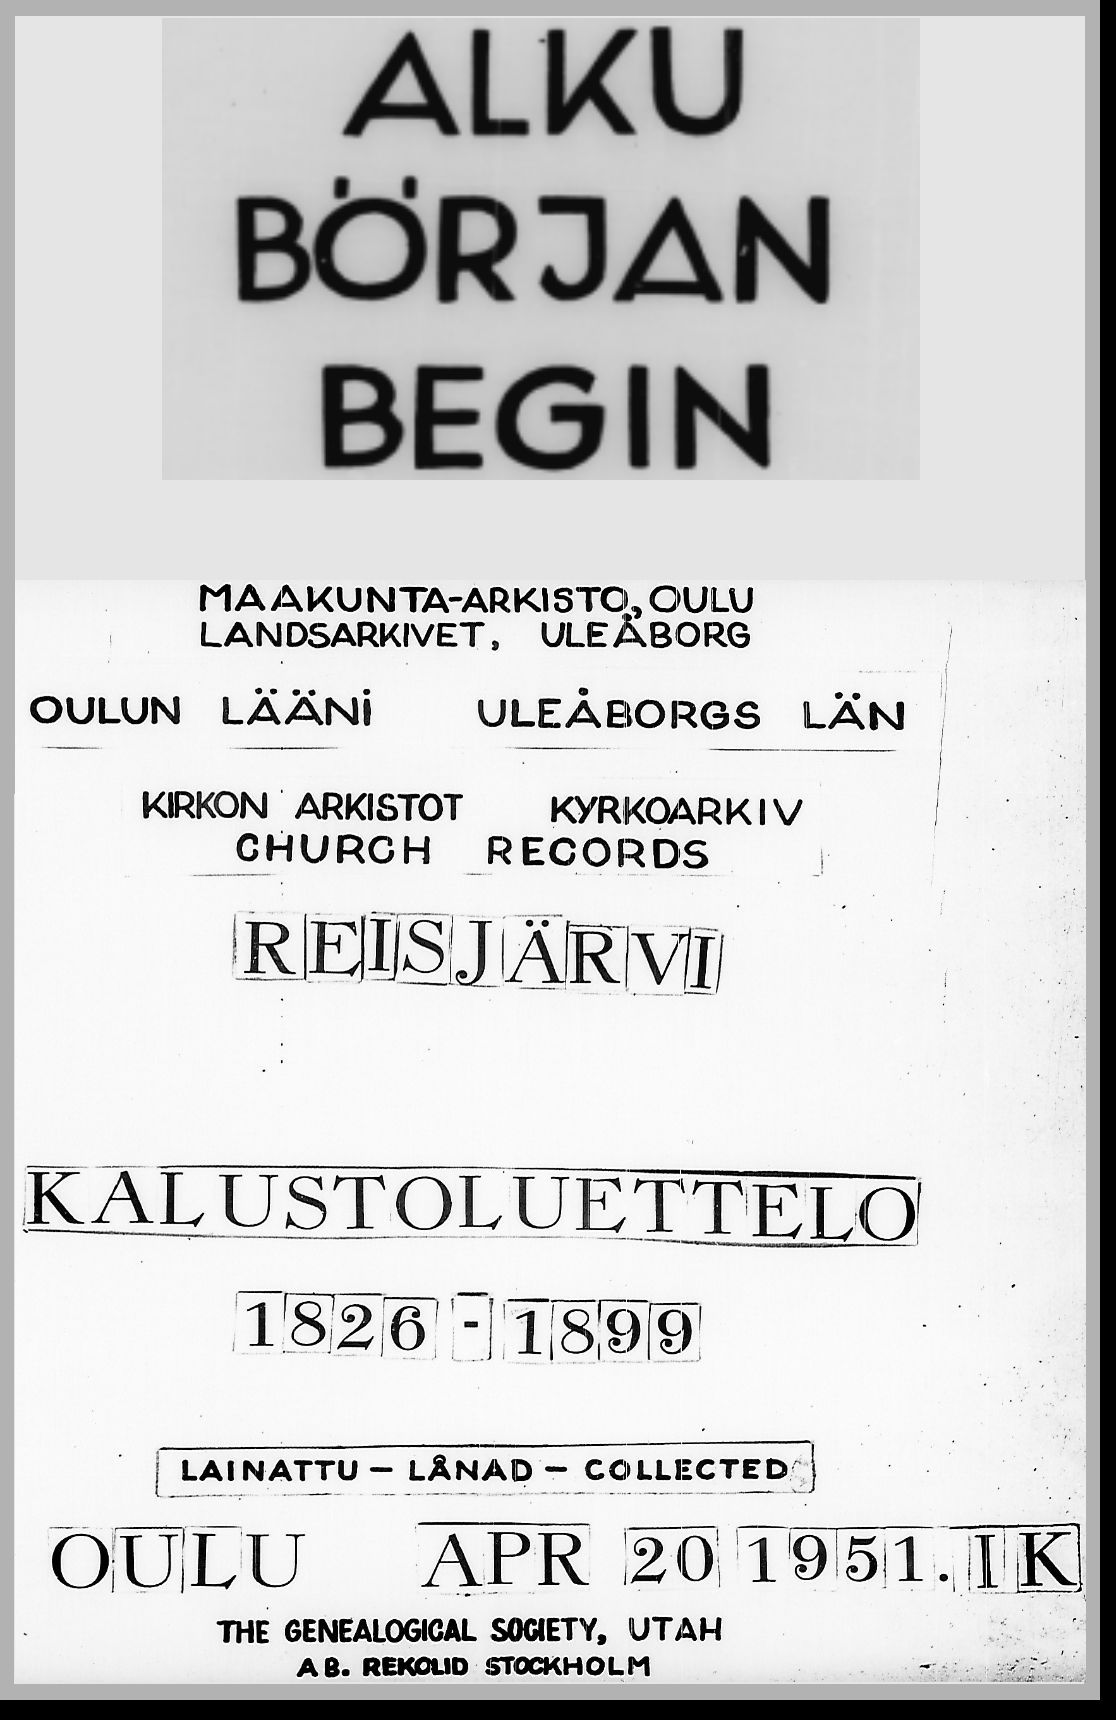 ALKU
BÖRJAN
BEGIN
MAAKUNTA-ARKISTO, OULU
LANDSARKIVET, ULEÅBORG
OULUN LÄÄNI ULEÅBORGS LÄN
KIRKON ARKISTOT KYRKOARKIV
CHURCH RECORDS
REISJÄRVI
KALUSTOLUETTELO
1826 - 1899
LAINATTU - LÅNAD - COLLECTED
OULU APR 20 1951. IK
THE GENEALOGICAL SOCIETY, UTAH
AB. REKOLID STOCKHOLM